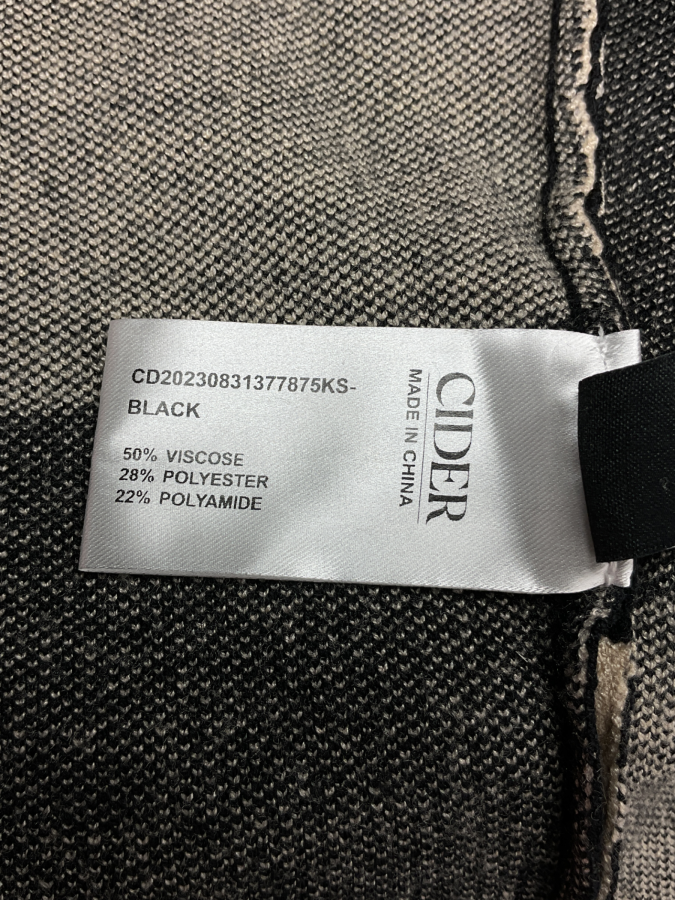 CD20230831377875KS-
BLACK
50% VISCOSE
28% POLYESTER
22% POLYAMIDE
CIDER
MADE IN CHINA